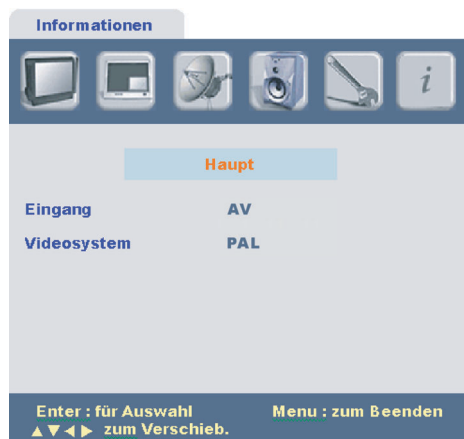 Informationen
i
Haupt
Eingang AV
Videosystem PAL
Enter : für Auswahl Menu : zum Beenden
▲▼◀▶ zum Verschieb.